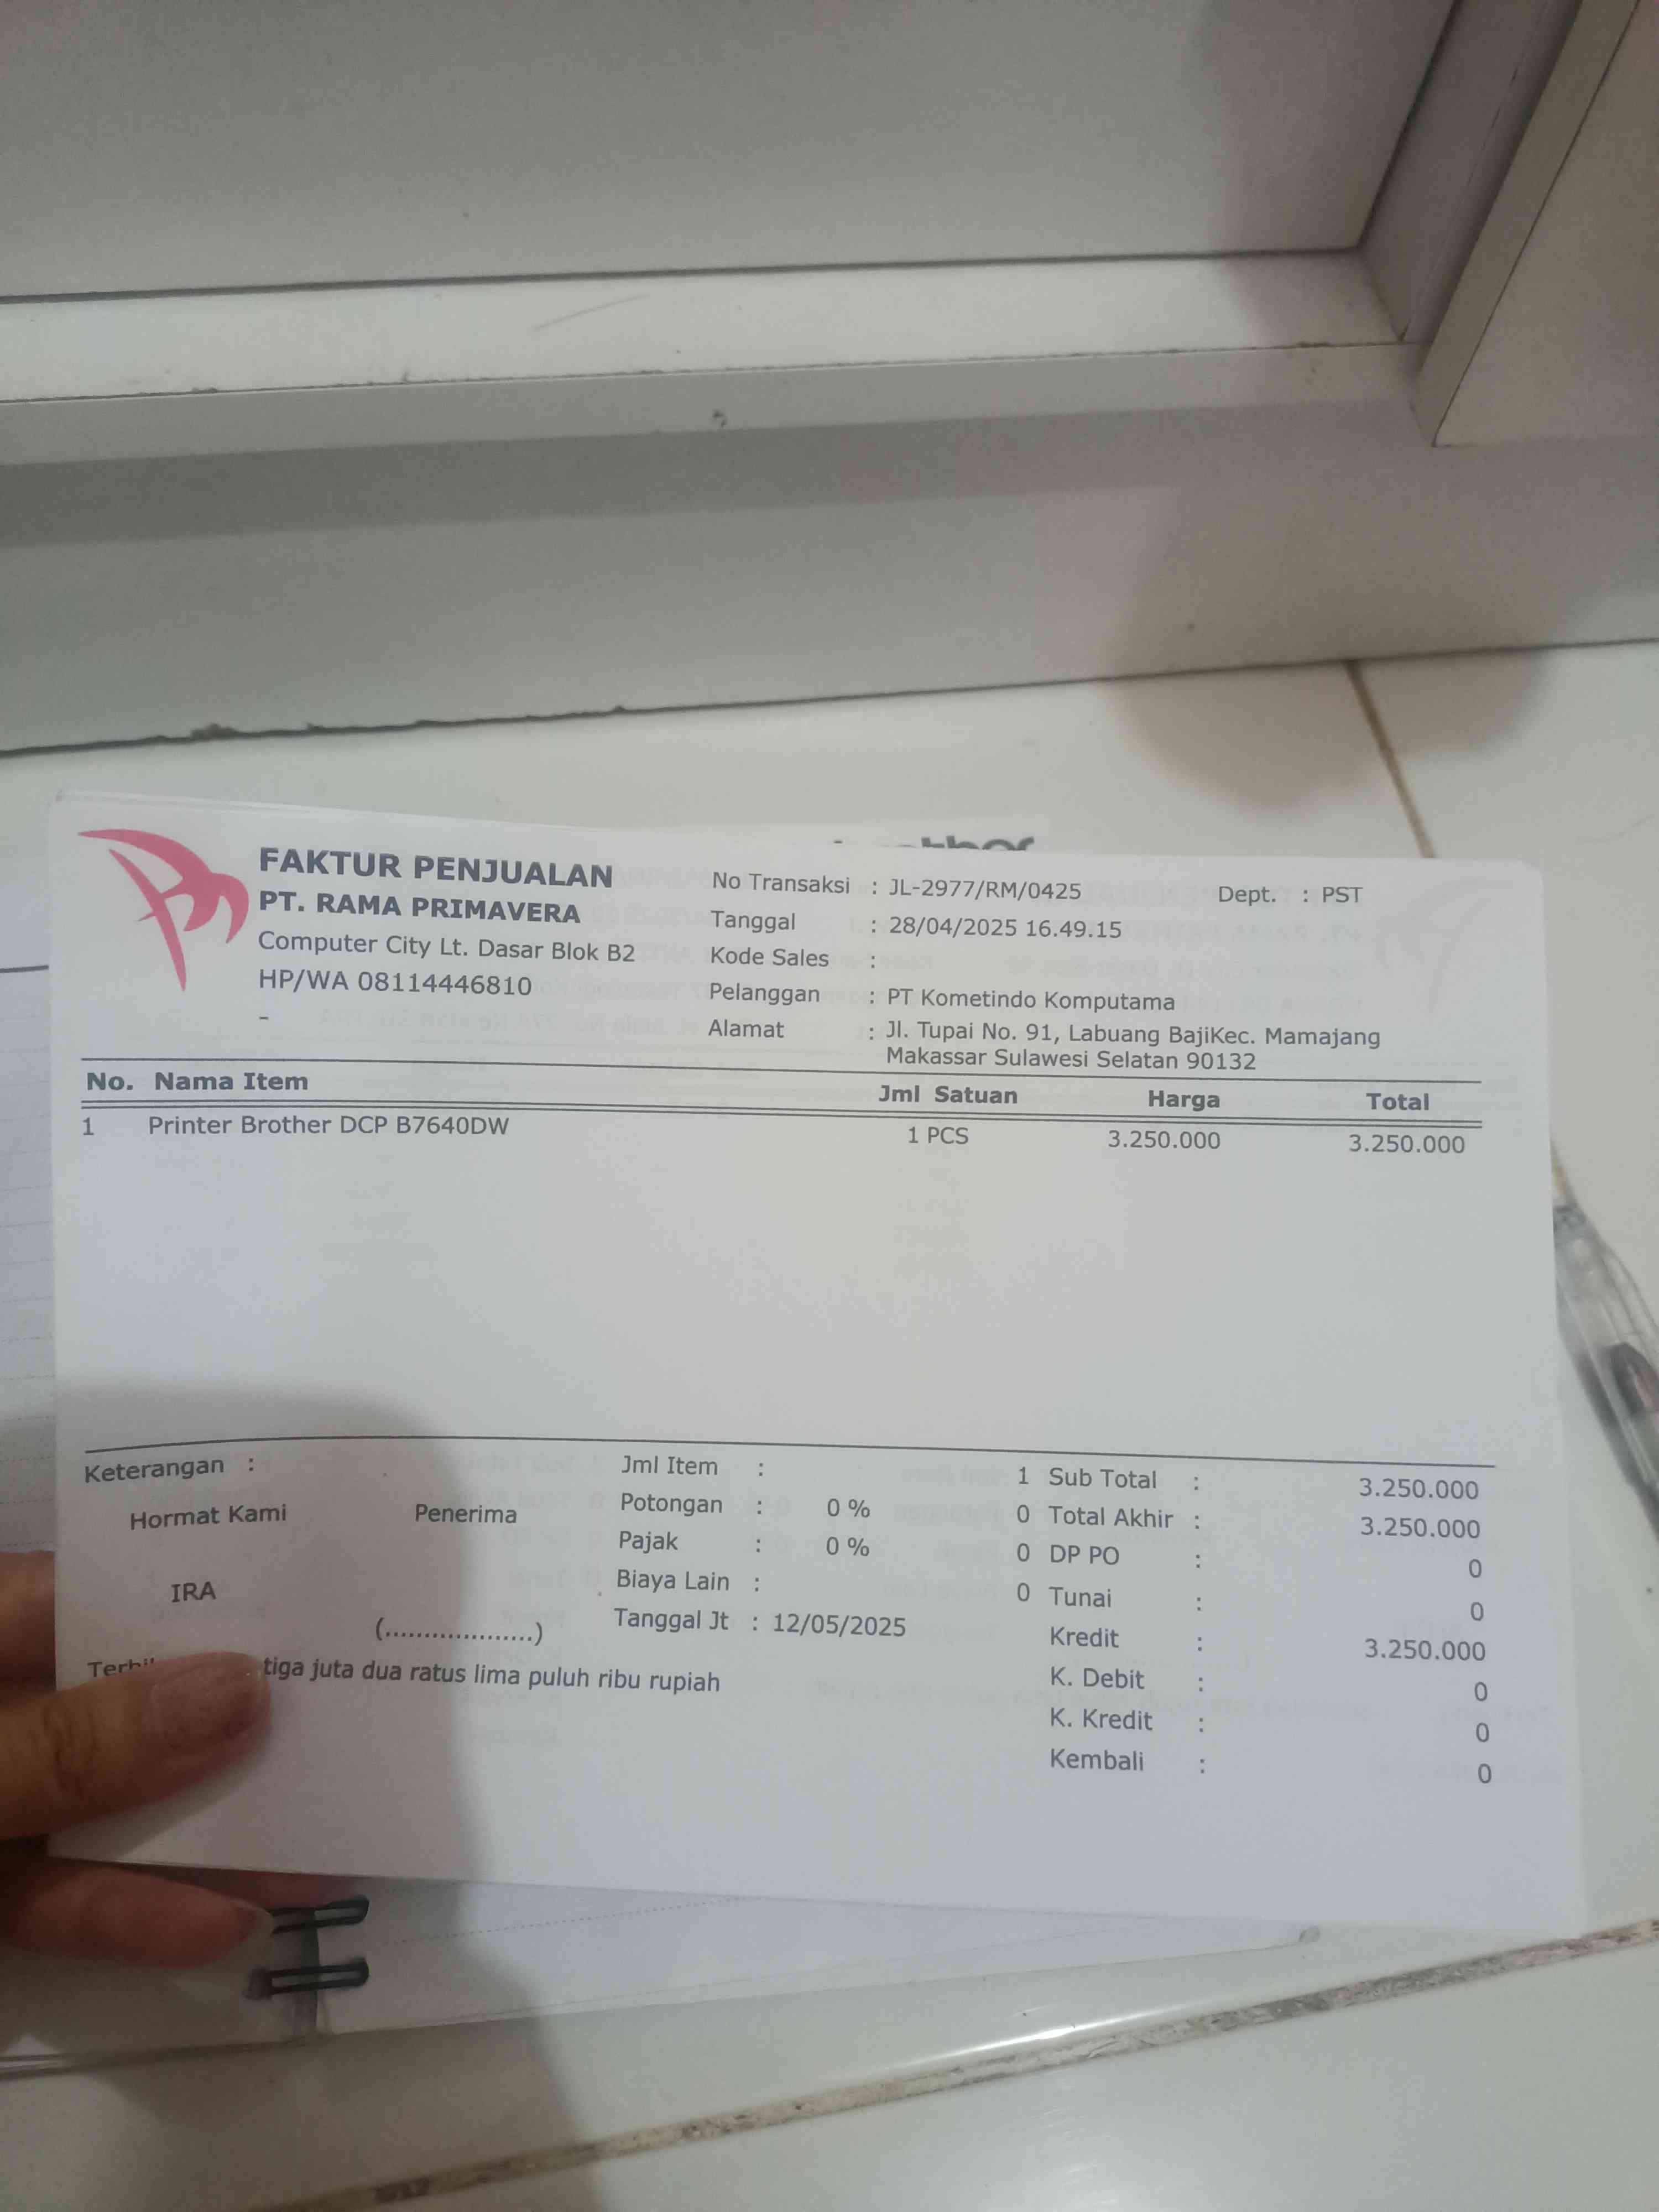 FAKTUR PENJUALAN
PT. RAMA PRIMAVERA
Computer City Lt. Dasar Blok B2
HP/WA 08114446810
-
No Transaksi : JL-2977/RM/0425 Dept. : PST
Tanggal : 28/04/2025 16.49.15
Kode Sales :
Pelanggan : PT Kometindo Komputama
Alamat : Jl. Tupai No. 91, Labuang BajiKec. Mamajang
Makassar Sulawesi Selatan 90132
No. Nama Item Jml Satuan Harga Total
1 Printer Brother DCP B7640DW 1 PCS 3.250.000 3.250.000
Keterangan :
Hormat Kami Penerima
IRA
(...................)
Jml Item : 1
Potongan : 0 % 0
Pajak : 0 % 0
Biaya Lain : 0
Tanggal Jt : 12/05/2025
Sub Total : 3.250.000
Total Akhir : 3.250.000
DP PO : 0
Tunai : 0
Kredit : 3.250.000
K. Debit : 0
K. Kredit : 0
Kembali : 0
tiga juta dua ratus lima puluh ribu rupiah